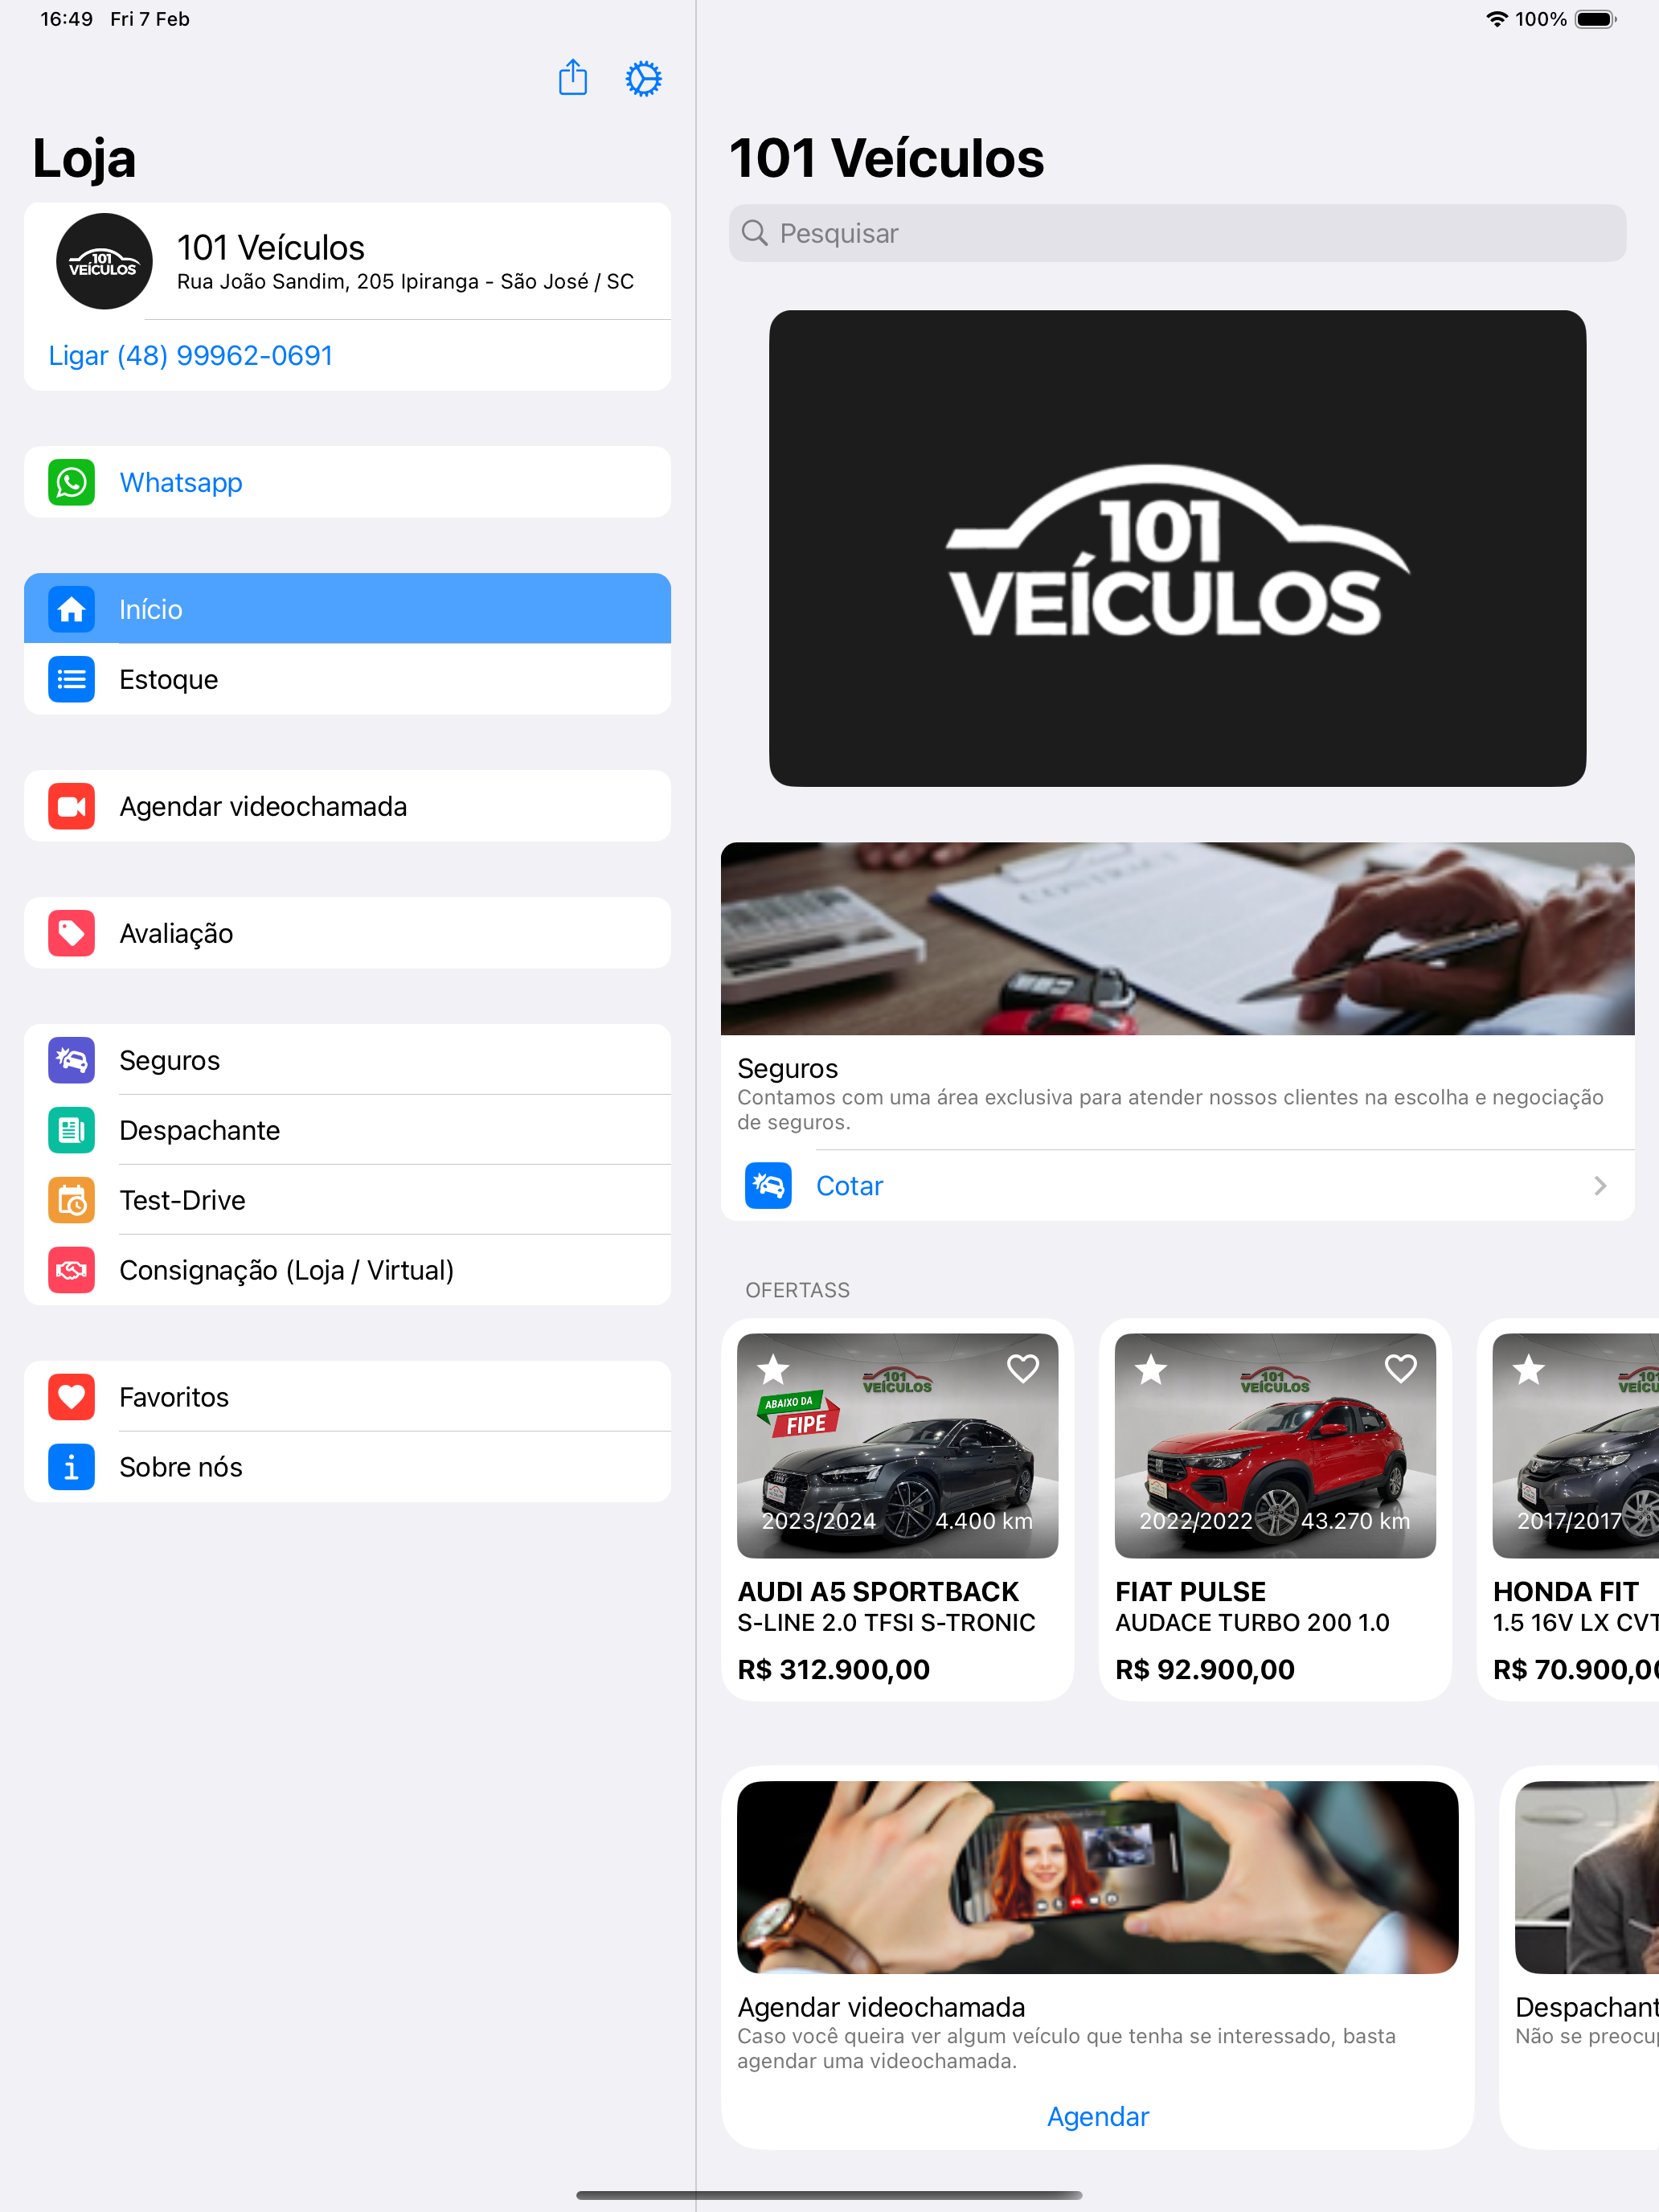 16:49 Fri 7 Feb
100%
Loja
101
VEÍCULOS
101 Veículos
Rua João Sandim, 205 Ipiranga - São José / SC
Ligar (48) 99962-0691
Whatsapp
Início
Estoque
Agendar videochamada
Avaliação
Seguros
Despachante
Test-Drive
Consignação (Loja / Virtual)
Favoritos
Sobre nós
101 Veículos
Pesquisar
101
VEÍCULOS
CONTRACT
Seguros
Contamos com uma área exclusiva para atender nossos clientes na escolha e negociação
de seguros.
Cotar
OFERTASS
101
VEÍCULOS
ABAIXO DA
FIPE
2023/2024 4.400 km
AUDI A5 SPORTBACK
S-LINE 2.0 TFSI S-TRONIC
R$ 312.900,00
101
VEÍCULOS
2022/2022 43.270 km
FIAT PULSE
AUDACE TURBO 200 1.0
R$ 92.900,00
101
VEÍCU
2017/2017
HONDA FIT
1.5 16V LX CVT
R$ 70.900,00
Agendar videochamada
Caso você queira ver algum veículo que tenha se interessado, basta
agendar uma videochamada.
Agendar
Despachant
Não se preocu